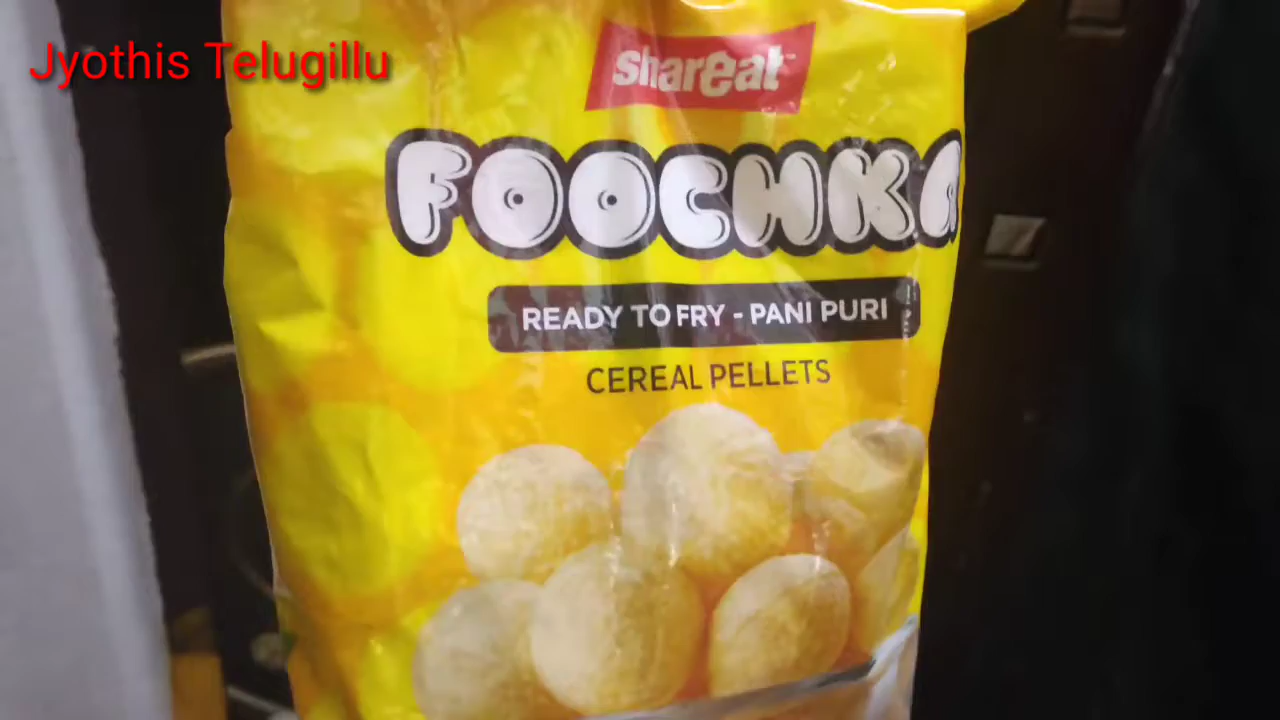 Jyothis Telugillu
shareat
FOOCHKA
READY TO FRY - PANI PURI
CEREAL PELLETS